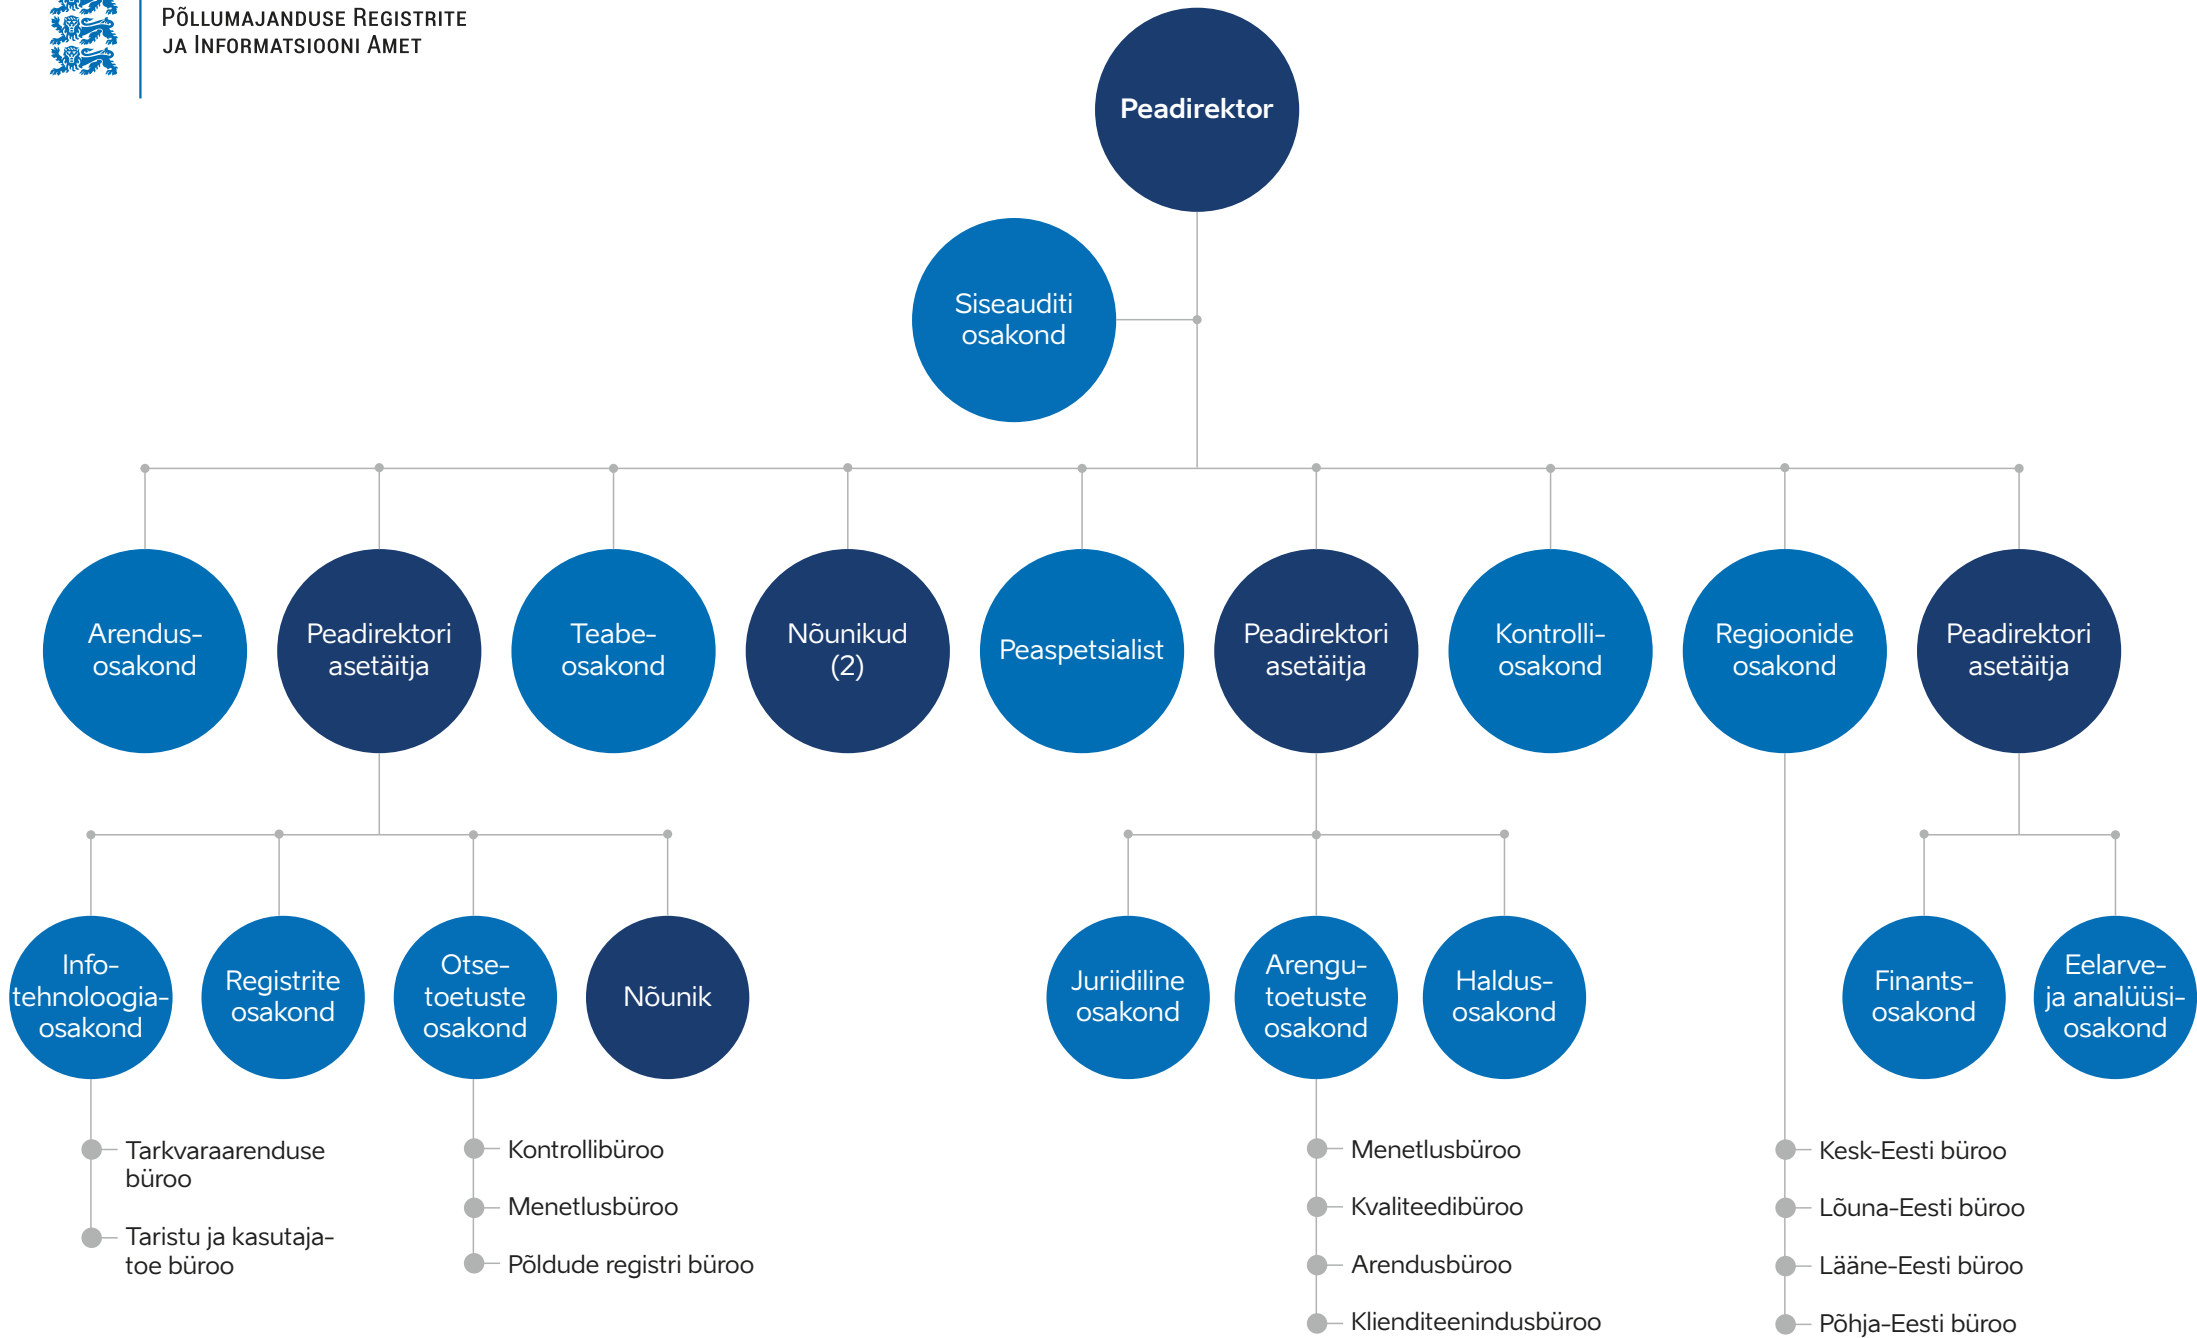 Põllumajanduse Registrite
ja Informatsiooni Amet
Peadirektor
Siseauditi
osakond
Arendus-
osakond
Peadirektori
asetäitja
Teabe-
osakond
Nõunikud
(2)
Peaspetsialist
Peadirektori
asetäitja
Kontrolli-
osakond
Regioonide
osakond
Peadirektori
asetäitja
Info-
tehnoloogia-
osakond
Registrite
osakond
Otse-
toetuste
osakond
Nõunik
Juriidiline
osakond
Arengu-
toetuste
osakond
Haldus-
osakond
Finants-
osakond
Eelarve-
ja analüüsi-
osakond
Tarkvaraarenduse
büroo
Taristu ja kasutaja-
toe büroo
Kontrollibüroo
Menetlusbüroo
Põldude registri büroo
Menetlusbüroo
Kvaliteedibüroo
Arendusbüroo
Klienditeenindusbüroo
Kesk-Eesti büroo
Lõuna-Eesti büroo
Lääne-Eesti büroo
Põhja-Eesti büroo